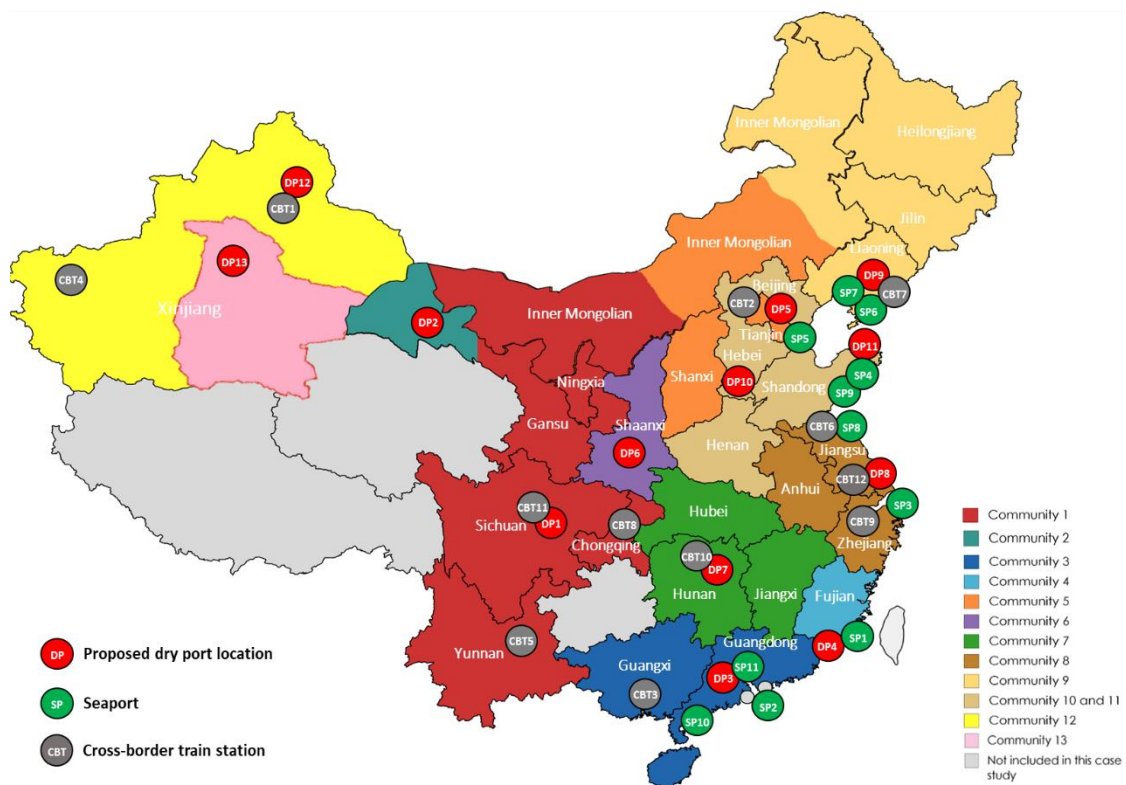 Inner Mongolian
Heilongjiang
Jilin
Liaoning
DP12
CBT1
Inner Mongolian
DP13
CBT4
Xinjiang
DP9
SP7
CBT7
SP6
Beijing
CBT2
DP5
DP2
Inner Mongolian
Tianjin
SP5
Hebei
DP11
Ningxia
Shanxi
DP10
Shandong
SP4
SP9
Gansu
Shaanxi
CBT6
SP8
Henan
Jiangsu
DP6
DP8
CBT12
Anhui
SP3
CBT11
Sichuan
DP1
CBT8
Hubei
CBT9
Zhejiang
Chongqing
CBT10
DP7
Hunan
Jiangxi
Fujian
CBT5
Yunnan
Guangdong
DP4
SP1
Guangxi
SP11
DP3
CBT3
SP2
SP10
DP
Proposed dry port location
SP
Seaport
CBT
Cross-border train station
Community 1
Community 2
Community 3
Community 4
Community 5
Community 6
Community 7
Community 8
Community 9
Community 10 and 11
Community 12
Community 13
Not included in this case
study